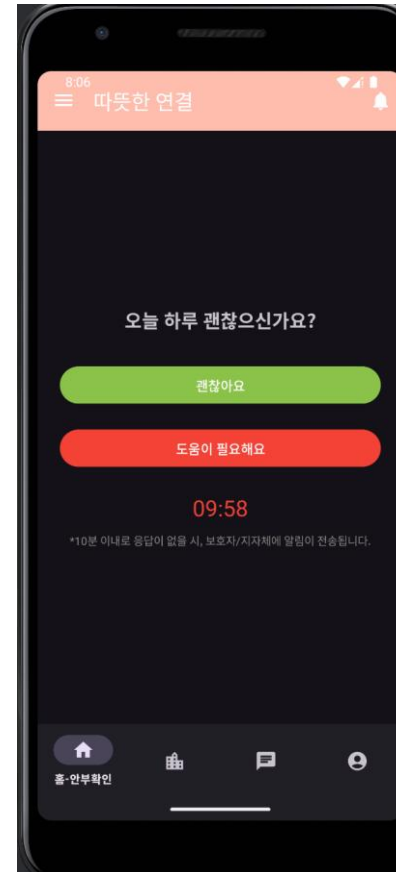 8:06
따뜻한 연결
오늘 하루 괜찮으신가요?
괜찮아요
도움이 필요해요
09:58
*10분 이내로 응답이 없을 시, 보호자/지자체에 알림이 전송됩니다.
홈-안부확인